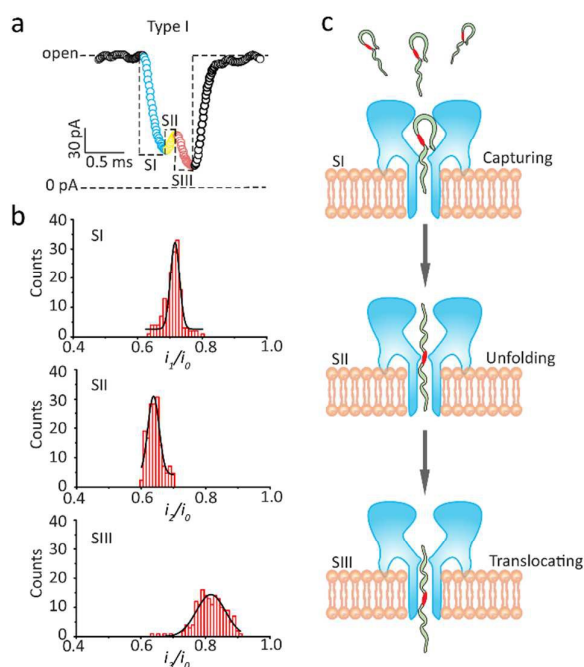 a
Type I
open
SII
30 pA
0.5 ms
SI
SIII
0 pA
b
SI
Counts
40
30
20
10
0
0.4
0.6
0.8
1.0
i₁/i₀
SII
Counts
40
30
20
10
0
0.4
0.6
0.8
1.0
i₂/i₀
SIII
Counts
40
30
20
10
0
0.4
0.6
0.8
1.0
i₃/i₀
c
SI
Capturing
SII
Unfolding
SIII
Translocating